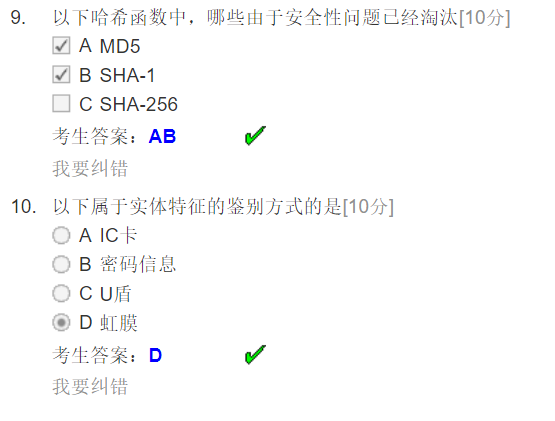 9. 以下哈希函数中，哪些由于安全性问题已经淘汰[10分]
A MD5
B SHA-1
C SHA-256
考生答案：AB
我要纠错
10. 以下属于实体特征的鉴别方式的是[10分]
A IC卡
B 密码信息
C U盾
D 虹膜
考生答案：D
我要纠错